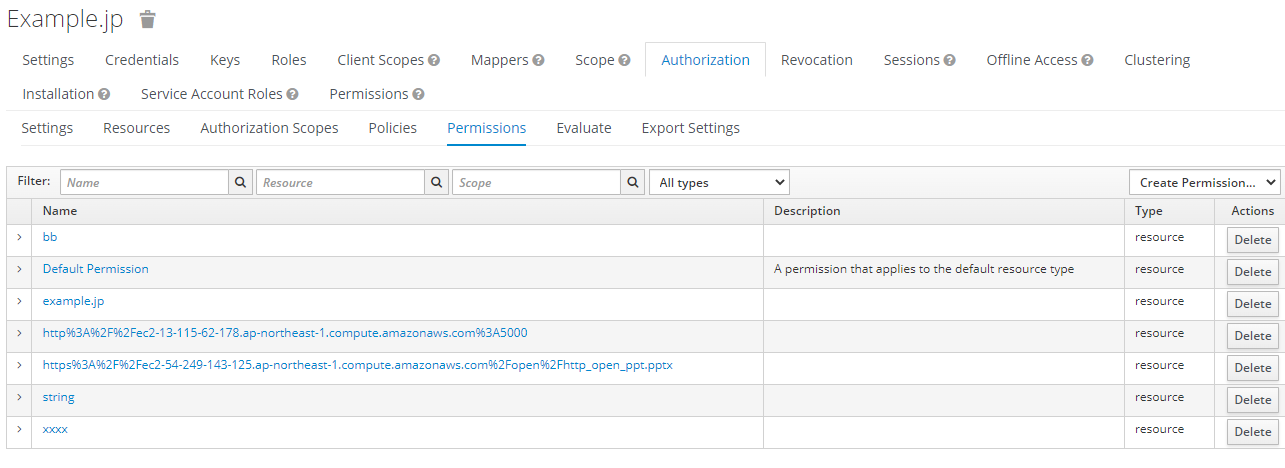 Example.jp
Settings Credentials Keys Roles Client Scopes Mappers Scope Authorization Revocation Sessions Offline Access Clustering
Installation Service Account Roles Permissions
Settings Resources Authorization Scopes Policies Permissions Evaluate Export Settings
Filter: Name Resource Scope All types Create Permission...
Name Description Type Actions
bb resource Delete
Default Permission A permission that applies to the default resource type resource Delete
example.jp resource Delete
http%3A%2F%2Fec2-13-115-62-178.ap-northeast-1.compute.amazonaws.com%3A5000 resource Delete
https%3A%2F%2Fec2-54-249-143-125.ap-northeast-1.compute.amazonaws.com%2Fopen%2Fhttp_open_ppt.pptx resource Delete
string resource Delete
xxxx resource Delete